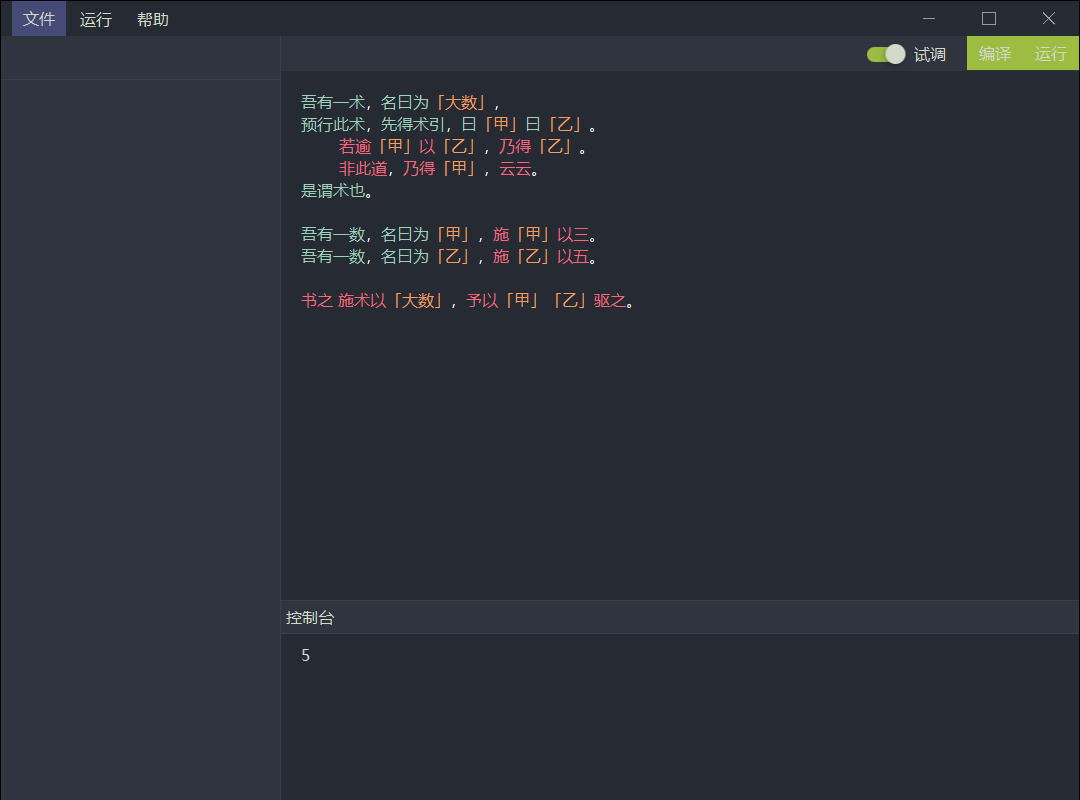 文件 运行 帮助
试调 编译 运行
吾有一术，名曰为「大数」，
预行此术，先得术引，曰「甲」曰「乙」。
若逾「甲」以「乙」，乃得「乙」。
非此道，乃得「甲」，云云。
是谓术也。
吾有一数，名曰为「甲」，施「甲」以三。
吾有一数，名曰为「乙」，施「乙」以五。
书之 施术以「大数」，予以「甲」「乙」驱之。
控制台
5